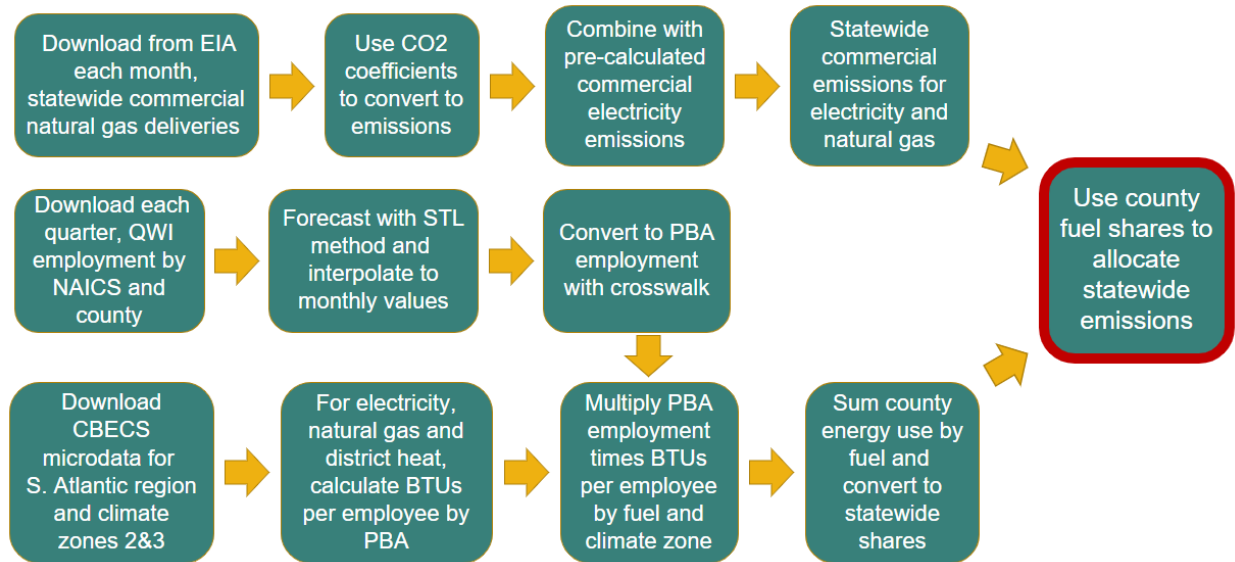 Download from EIA
each month,
statewide commercial
natural gas deliveries
Use CO2
coefficients
to convert to
emissions
Combine with
pre-calculated
commercial
electricity
emissions
Statewide
commercial
emissions for
electricity and
natural gas
Download each
quarter, QWI
employment by
NAICS and
county
Forecast with STL
method and
interpolate to
monthly values
Convert to PBA
employment
with crosswalk
Use county
fuel shares to
allocate
statewide
emissions
Download
CBECS
microdata for
S. Atlantic region
and climate
zones 2&3
For electricity,
natural gas and
district heat,
calculate BTUs
per employee by
PBA
Multiply PBA
employment
times BTUs
per employee
by fuel and
climate zone
Sum county
energy use by
fuel and
convert to
statewide
shares